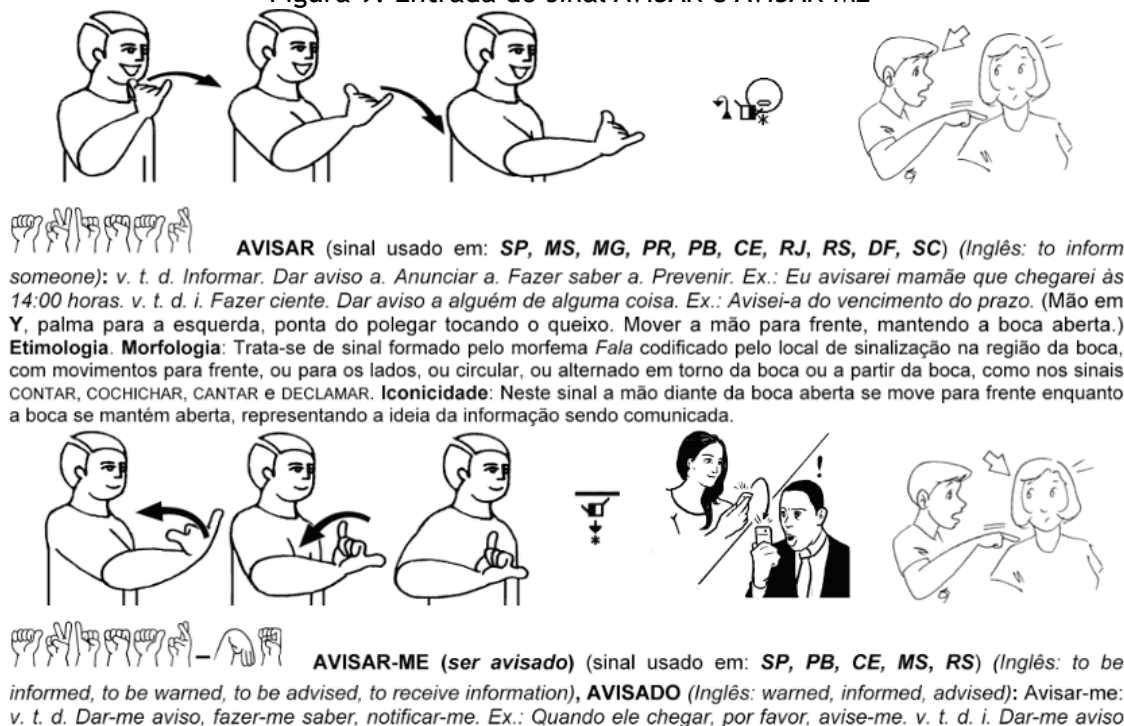 Figura 9: Entrada do sinal AVISAR e AVISAR-ME
AVISAR (sinal usado em: SP, MS, MG, PR, PB, CE, RJ, RS, DF, SC) (Inglês: to inform
someone): v. t. d. Informar. Dar aviso a. Anunciar a. Fazer saber a. Prevenir. Ex.: Eu avisarei mamãe que chegarei às
14:00 horas. v. t. d. i. Fazer ciente. Dar aviso a alguém de alguma coisa. Ex.: Avisei-a do vencimento do prazo. (Mão em
Y, palma para a esquerda, ponta do polegar tocando o queixo. Mover a mão para frente, mantendo a boca aberta.)
Etimologia. Morfologia: Trata-se de sinal formado pelo morfema Fala codificado pelo local de sinalização na região da boca,
com movimentos para frente, ou para os lados, ou circular, ou alternado em torno da boca ou a partir da boca, como nos sinais
CONTAR, COCHICHAR, CANTAR e DECLAMAR. Iconicidade: Neste sinal a mão diante da boca aberta se move para frente enquanto
a boca se mantém aberta, representando a ideia da informação sendo comunicada.
!
AVISAR-ME (ser avisado) (sinal usado em: SP, PB, CE, MS, RS) (Inglês: to be
informed, to be warned, to be advised, to receive information), AVISADO (Inglês: warned, informed, advised): Avisar-me:
v. t. d. Dar-me aviso, fazer-me saber, notificar-me. Ex.: Quando ele chegar, por favor, avise-me. v. t. d. i. Dar-me aviso